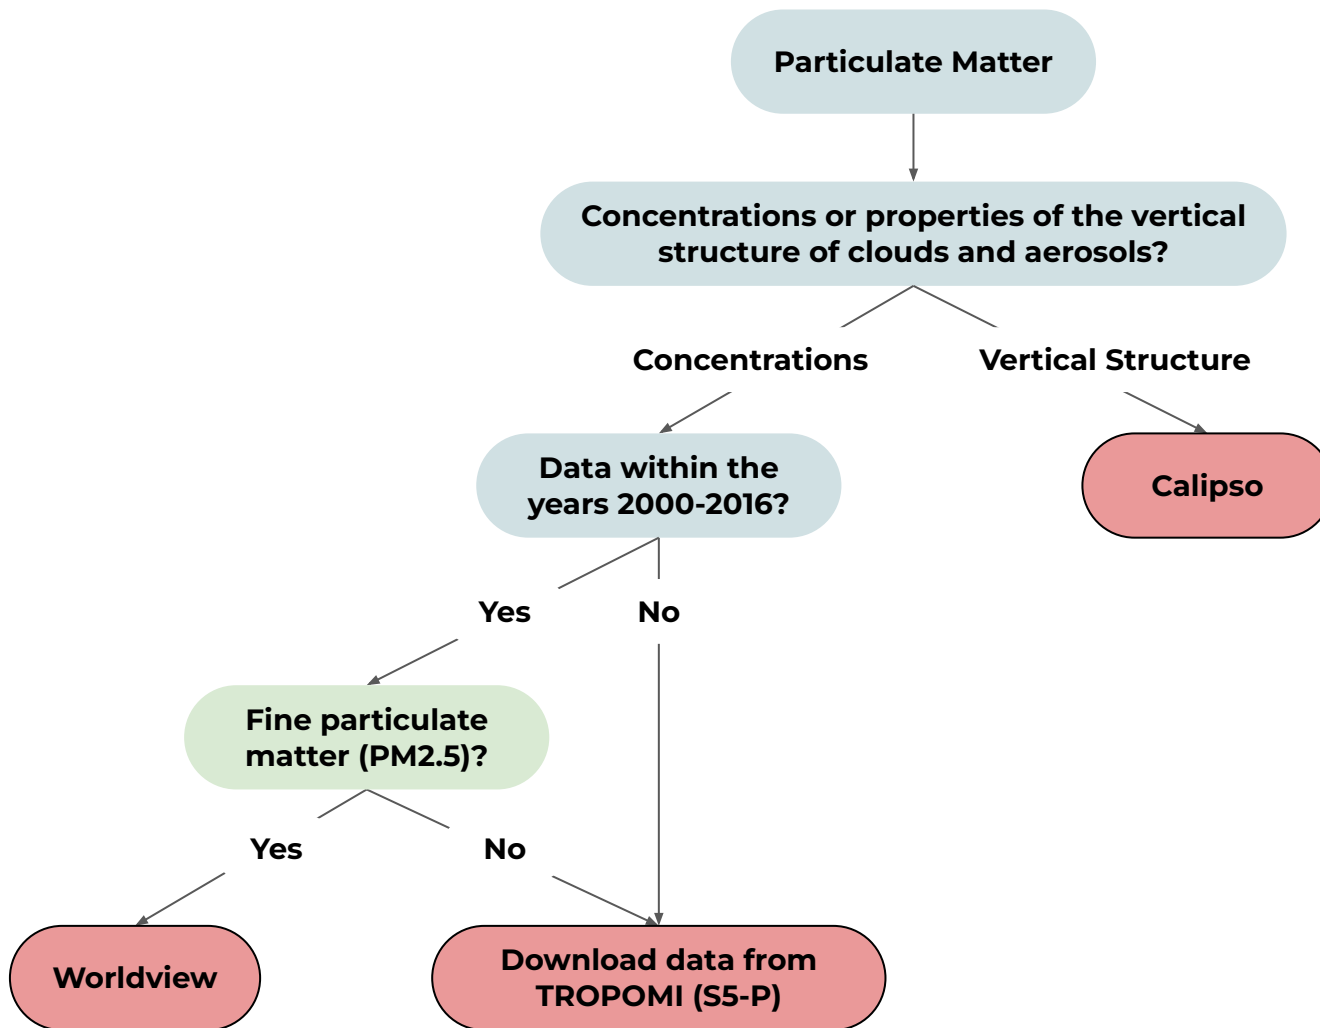 Particulate Matter
Concentrations or properties of the vertical
structure of clouds and aerosols?
Concentrations
Vertical Structure
Data within the
years 2000-2016?
Calipso
Yes
No
Fine particulate
matter (PM2.5)?
Yes
No
Worldview
Download data from
TROPOMI (S5-P)